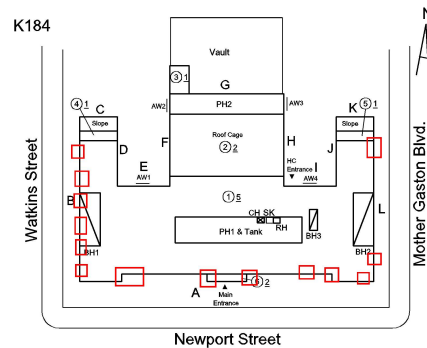 K184
N
Vault
③ 1
G
④ 1
C
⑤ 1
K
AW2
PH2
AW3
Slope
Slope
D
F
Roof Cage
② 2
H
J
E
AW1
HC
Entrance
I
AW4
Watkins Street
Mother Gaston Blvd.
B
① 5
L
CH SK
RH
PH1 & Tank
BH3
BH1
BH2
A
⑥ 2
Main
Entrance
Newport Street